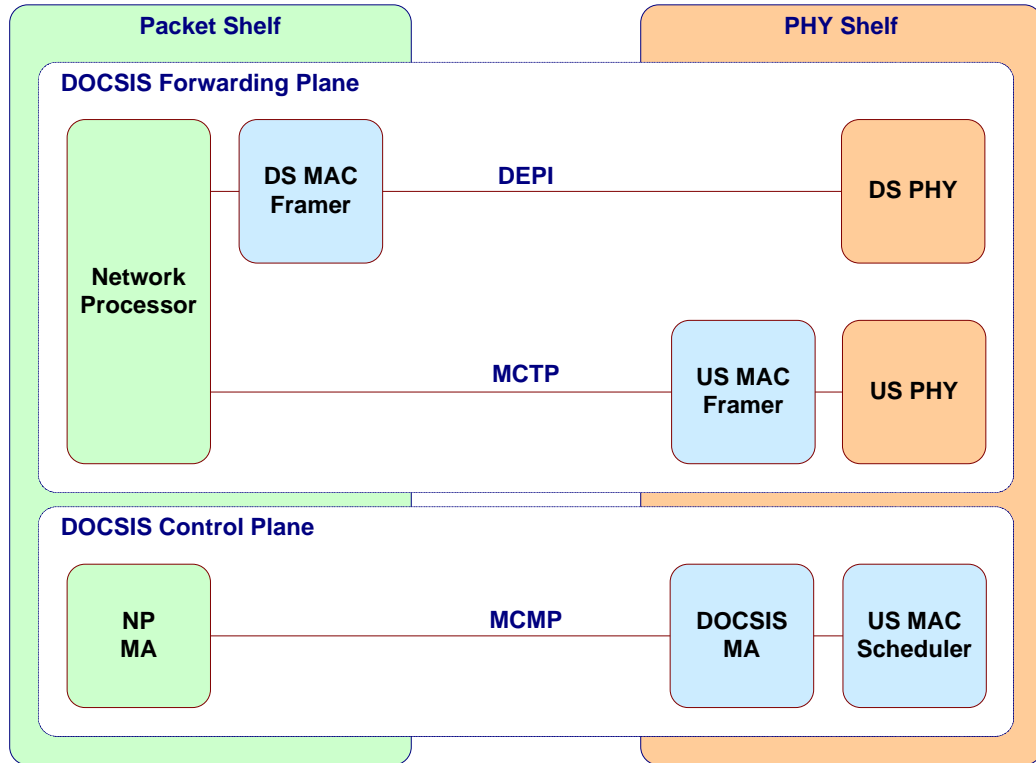 Packet Shelf
PHY Shelf
DOCSIS Forwarding Plane
Network
Processor
DS MAC
Framer
DEPI
DS PHY
MCTP
US MAC
Framer
US PHY
DOCSIS Control Plane
NP
MA
MCMP
DOCSIS
MA
US MAC
Scheduler